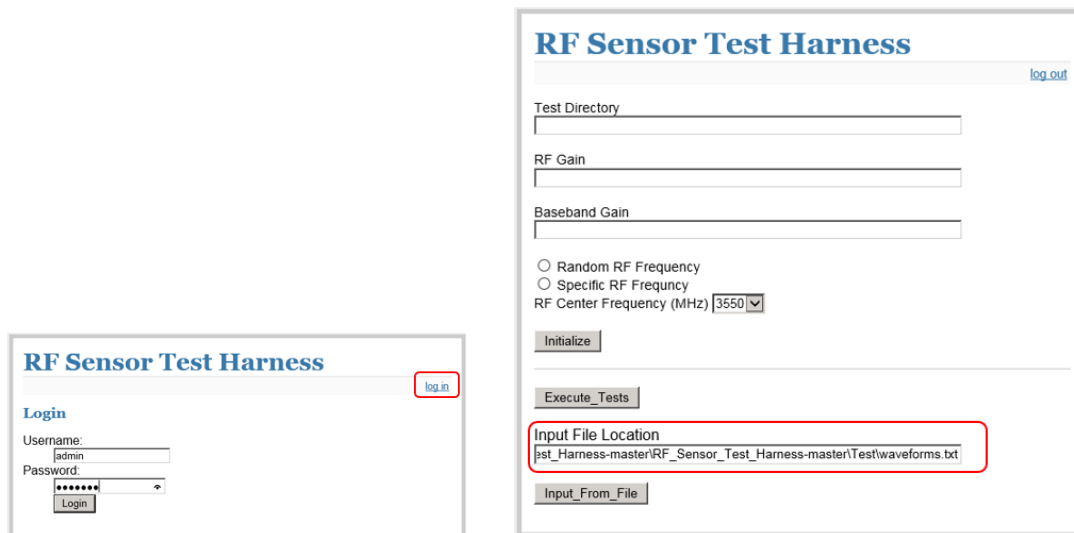 RF Sensor Test Harness
log in
Login
Username:
admin
Password:
Login
RF Sensor Test Harness
log out
Test Directory
RF Gain
Baseband Gain
Random RF Frequency
Specific RF Frequncy
RF Center Frequency (MHz) 3550
Initialize
Execute_Tests
Input File Location
est_Harness-master\RF_Sensor_Test_Harness-master\Test\waveforms.txt
Input_From_File